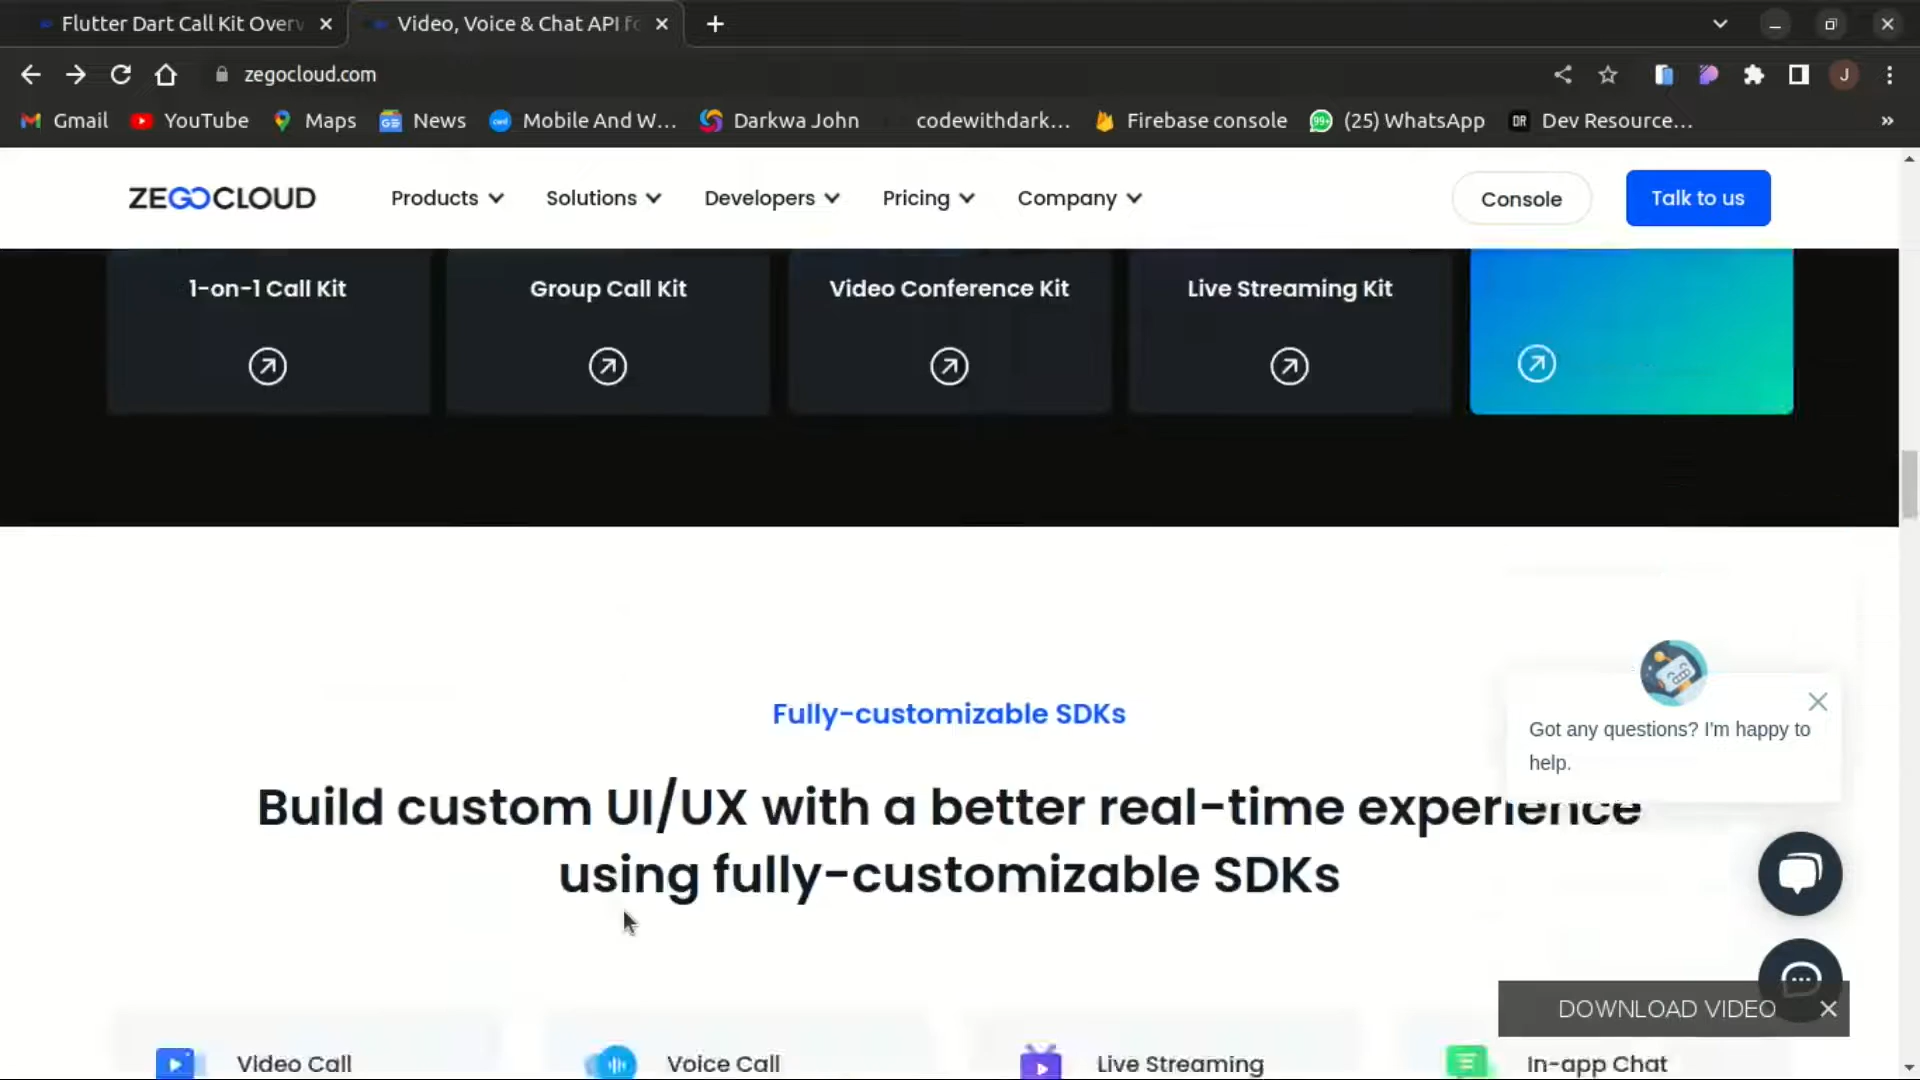 Flutter Dart Call Kit Overv
Video, Voice & Chat API fo
zegocloud.com
J
Gmail
YouTube
Maps
News
Mobile And W...
Darkwa John
codewithdark...
Firebase console
99+
(25) WhatsApp
DR
Dev Resource...
»
ZEGOCLOUD
Products
Solutions
Developers
Pricing
Company
Console
Talk to us
1-on-1 Call Kit
Group Call Kit
Video Conference Kit
Live Streaming Kit
Fully-customizable SDKs
Got any questions? I'm happy to
help.
Build custom UI/UX with a better real-time experience
using fully-customizable SDKs
DOWNLOAD VIDEO
Video Call
Voice Call
Live Streaming
In-app Chat